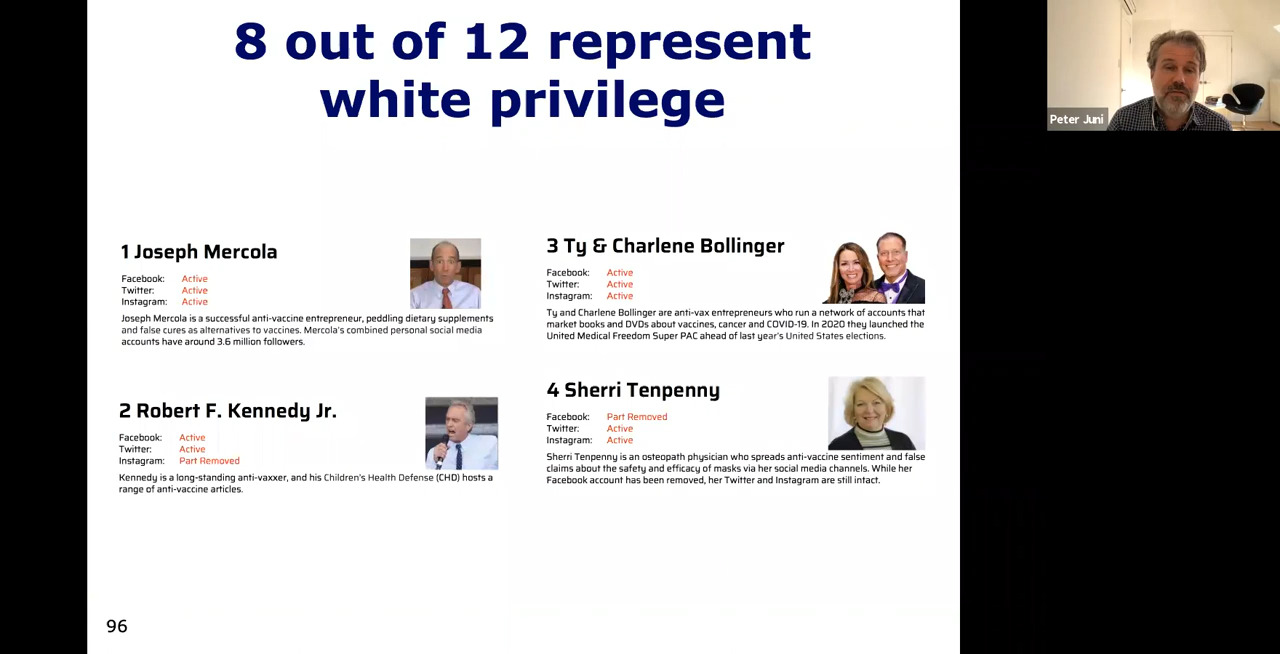 8 out of 12 represent
white privilege
Peter Juni
1 Joseph Mercola
Facebook: Active
Twitter: Active
Instagram: Active
Joseph Mercola is a successful anti-vaccine entrepreneur, peddling dietary supplements
and false cures as alternatives to vaccines. Mercola's combined personal social media
accounts have around 3.6 million followers.
2 Robert F. Kennedy Jr.
Facebook: Active
Twitter: Active
Instagram: Part Removed
Kennedy is a long-standing anti-vaxxer, and his Children's Health Defense (CHD) hosts a
range of anti-vaccine articles.
3 Ty & Charlene Bollinger
Facebook: Active
Twitter: Active
Instagram: Active
Ty and Charlene Bollinger are anti-vax entrepreneurs who run a network of accounts that
market books and DVDs about vaccines, cancer and COVID-19. In 2020 they launched the
United Medical Freedom Super PAC ahead of last year's United States elections.
4 Sherri Tenpenny
Facebook: Part Removed
Twitter: Active
Instagram: Active
Sherri Tenpenny is an osteopath physician who spreads anti-vaccine sentiment and false
claims about the safety and efficacy of masks via her social media channels. While her
Facebook account has been removed, her Twitter and Instagram are still intact.
96